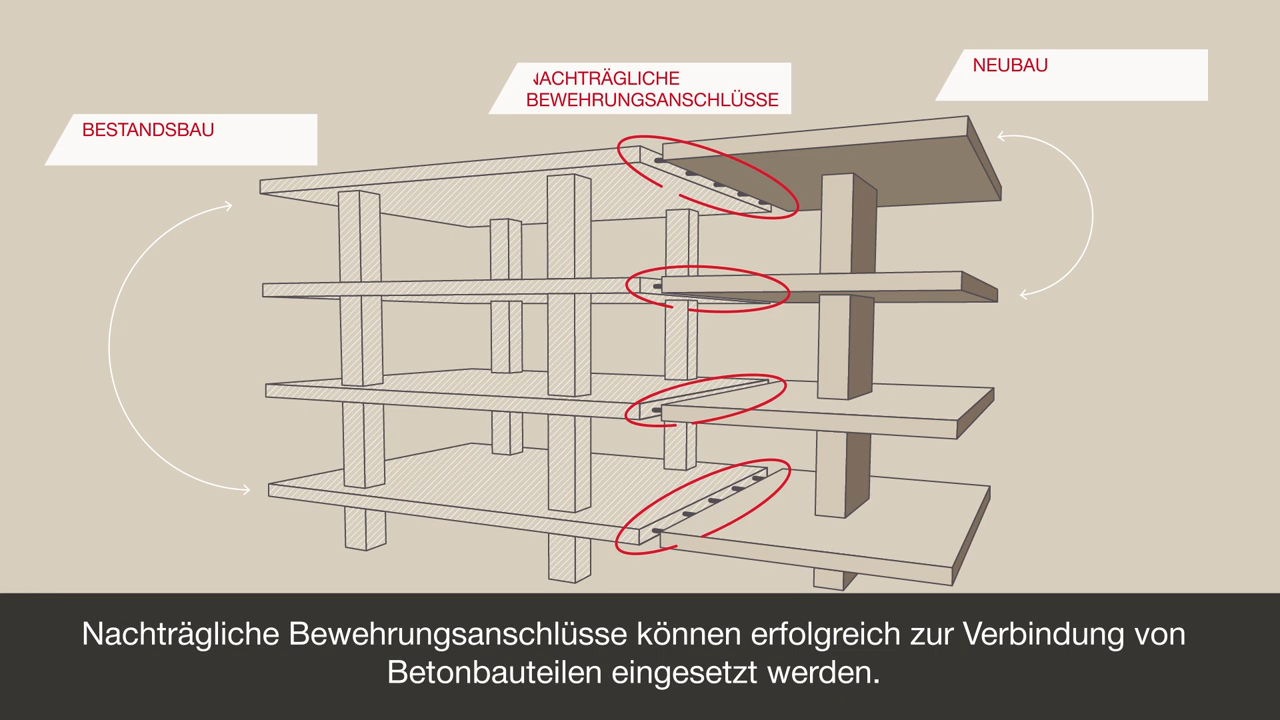 BESTANDSBAU
NACHTRÄGLICHE
BEWEHRUNGSANSCHLÜSSE
NEUBAU
Nachträgliche Bewehrungsanschlüsse können erfolgreich zur Verbindung von
Betonbauteilen eingesetzt werden.